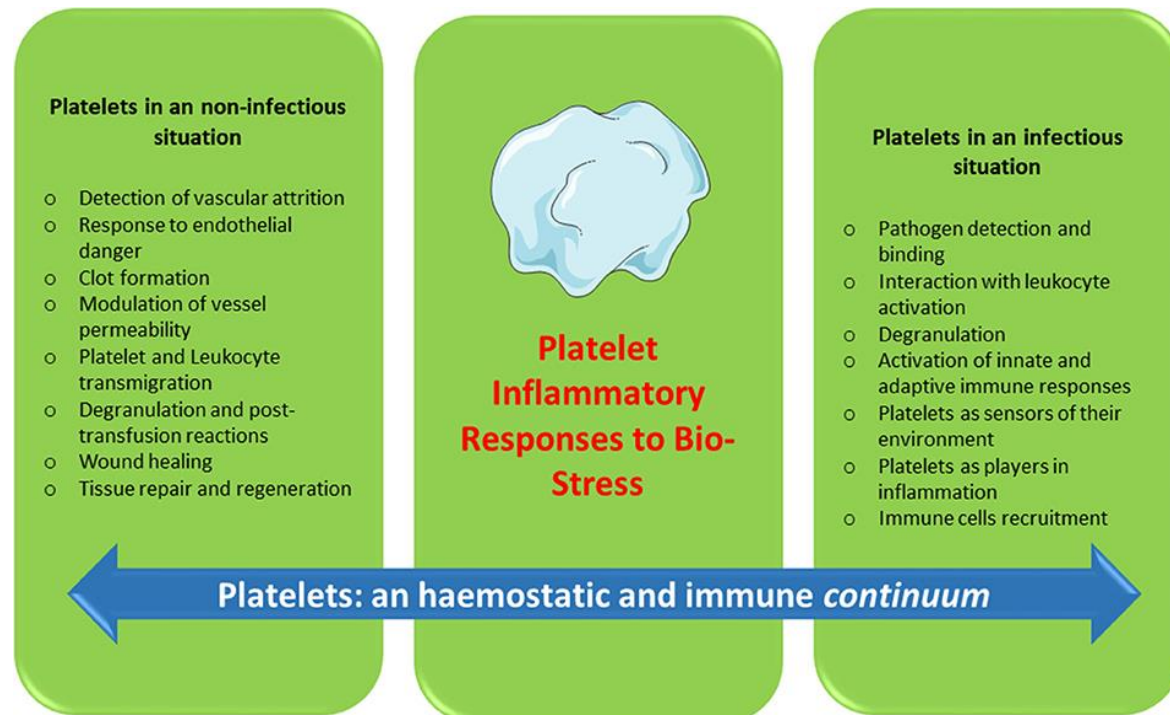 Platelets in an non-infectious
situation
o Detection of vascular attrition
o Response to endothelial
danger
o Clot formation
o Modulation of vessel
permeability
o Platelet and Leukocyte
transmigration
o Degranulation and post-
transfusion reactions
o Wound healing
o Tissue repair and regeneration
Platelet
Inflammatory
Responses to Bio-
Stress
Platelets in an infectious
situation
o Pathogen detection and
binding
o Interaction with leukocyte
activation
o Degranulation
o Activation of innate and
adaptive immune responses
o Platelets as sensors of their
environment
o Platelets as players in
inflammation
o Immune cells recruitment
Platelets: an haemostatic and immune continuum